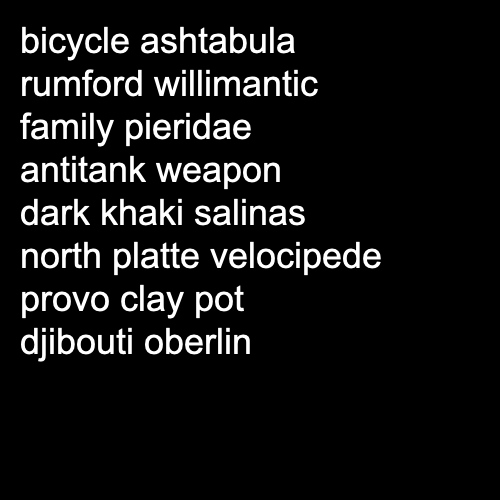 bicycle ashtabula
rumford willimantic
family pieridae
antitank weapon
dark khaki salinas
north platte velocipede
provo clay pot
djibouti oberlin